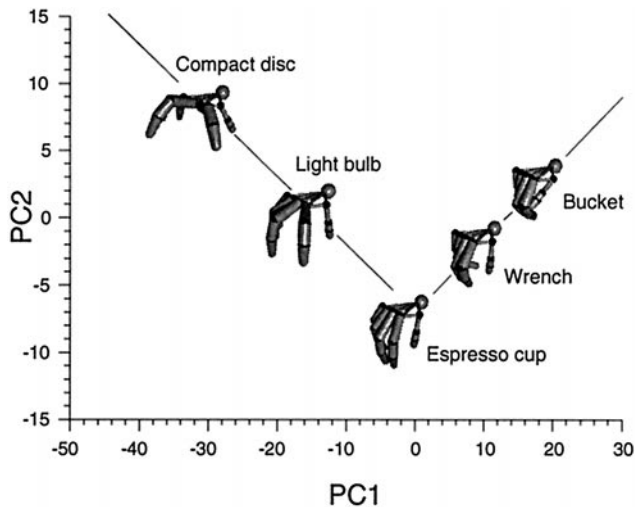 15
10
5
0
-5
-10
-15
PC2
Compact disc
Light bulb
Bucket
Wrench
Espresso cup
-50 -40 -30 -20 -10 0 10 20 30
PC1